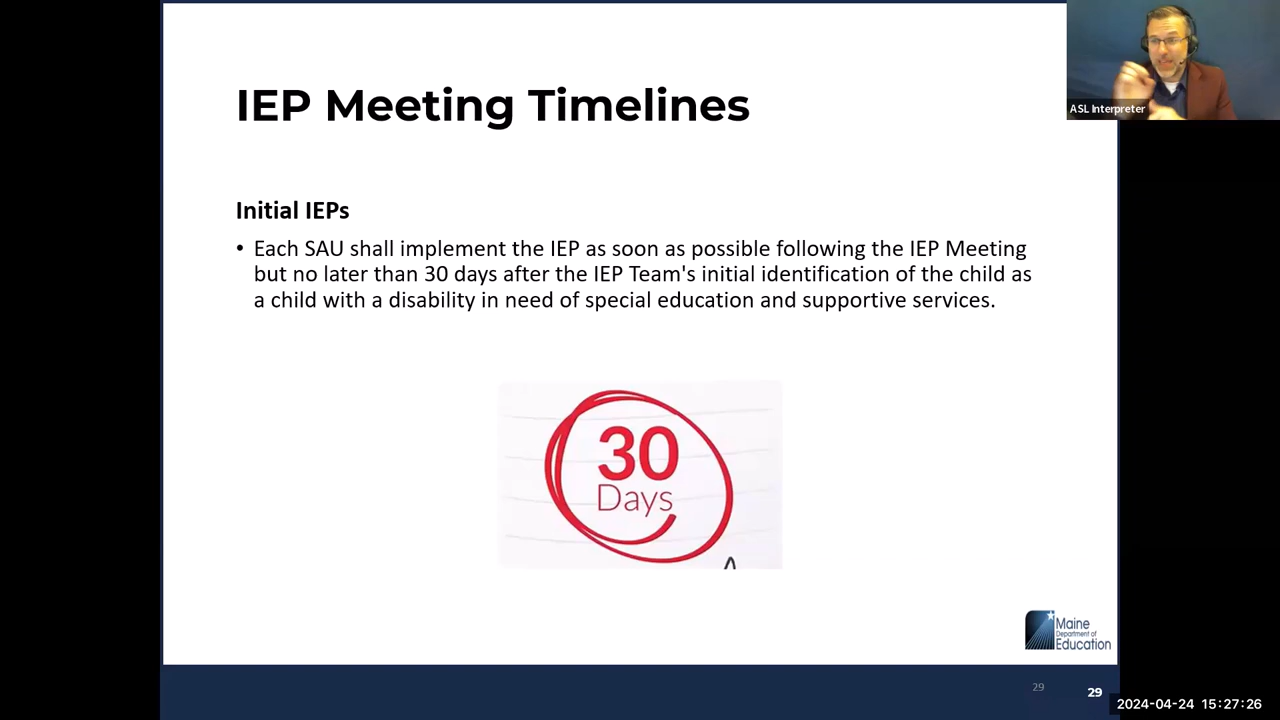 ASL Interpreter
IEP Meeting Timelines
Initial IEPs
• Each SAU shall implement the IEP as soon as possible following the IEP Meeting
but no later than 30 days after the IEP Team's initial identification of the child as
a child with a disability in need of special education and supportive services.
30
Days
Maine
Department of
Education
29
29
2024-04-24 15:27:26